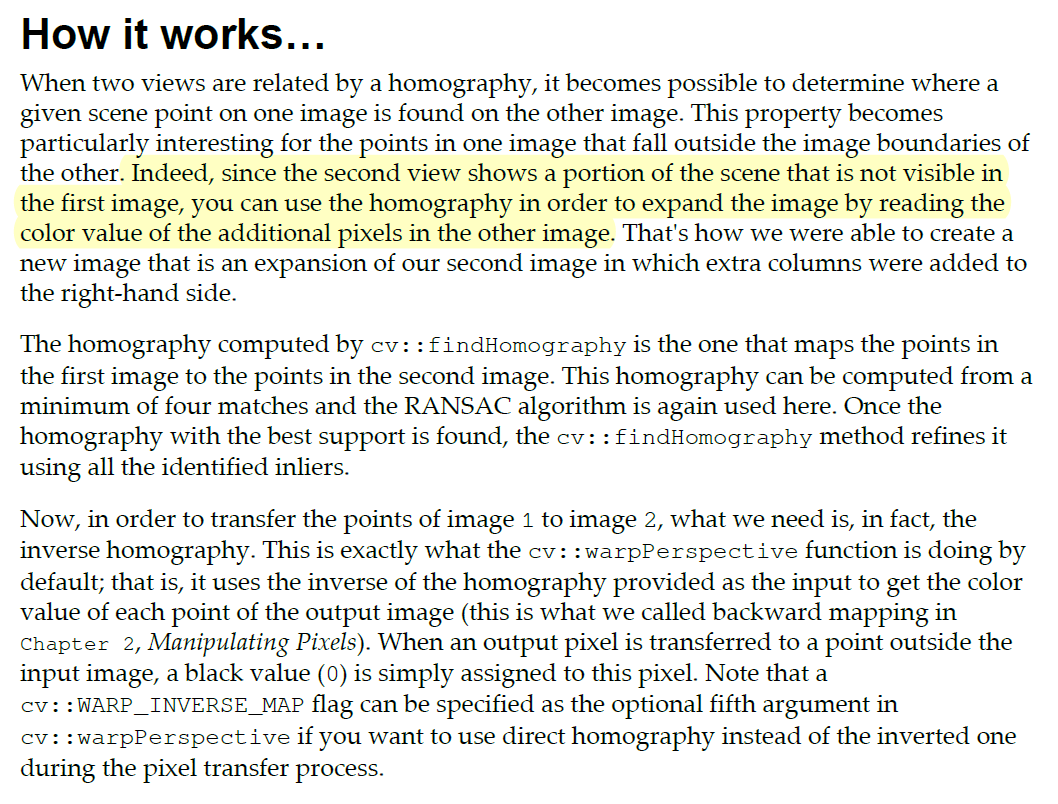 How it works…
When two views are related by a homography, it becomes possible to determine where a
given scene point on one image is found on the other image. This property becomes
particularly interesting for the points in one image that fall outside the image boundaries of
the other. Indeed, since the second view shows a portion of the scene that is not visible in
the first image, you can use the homography in order to expand the image by reading the
color value of the additional pixels in the other image. That's how we were able to create a
new image that is an expansion of our second image in which extra columns were added to
the right-hand side.
The homography computed by cv::findHomography is the one that maps the points in
the first image to the points in the second image. This homography can be computed from a
minimum of four matches and the RANSAC algorithm is again used here. Once the
homography with the best support is found, the cv::findHomography method refines it
using all the identified inliers.
Now, in order to transfer the points of image 1 to image 2, what we need is, in fact, the
inverse homography. This is exactly what the cv::warpPerspective function is doing by
default; that is, it uses the inverse of the homography provided as the input to get the color
value of each point of the output image (this is what we called backward mapping in
Chapter 2, Manipulating Pixels). When an output pixel is transferred to a point outside the
input image, a black value (0) is simply assigned to this pixel. Note that a
cv::WARP_INVERSE_MAP flag can be specified as the optional fifth argument in
cv::warpPerspective if you want to use direct homography instead of the inverted one
during the pixel transfer process.